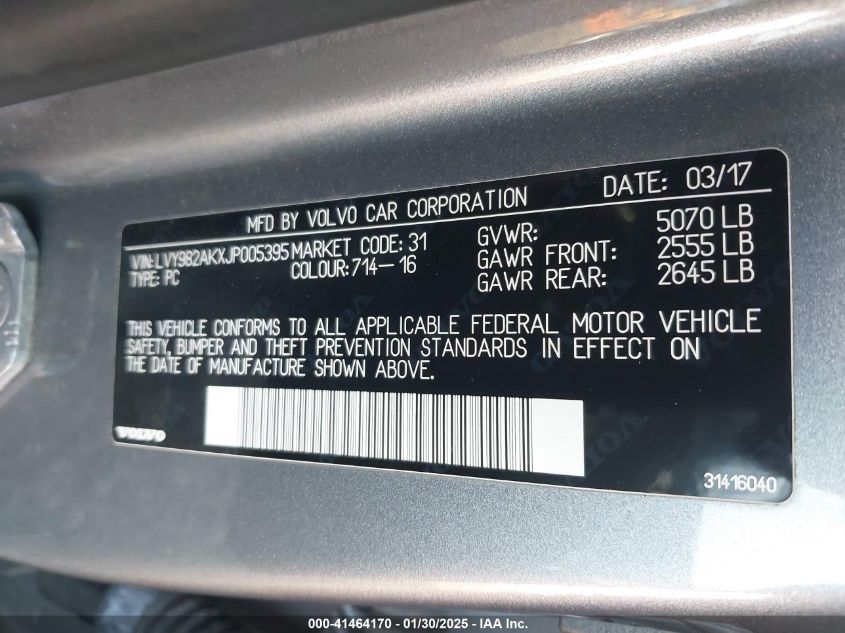 MFD BY VOLVO CAR CORPORATION DATE: 03/17
VIN: LVY982AKXJP005395 MARKET CODE: 31 GVWR: 5070 LB
TYPE: PC COLOUR: 714-16 GAWR FRONT: 2555 LB
GAWR REAR: 2645 LB
THIS VEHICLE CONFORMS TO ALL APPLICABLE FEDERAL MOTOR VEHICLE
SAFETY, BUMPER AND THEFT PREVENTION STANDARDS IN EFFECT ON
THE DATE OF MANUFACTURE SHOWN ABOVE.
VOLVO
31416040
000-41464170 - 01/30/2025 - IAA Inc.